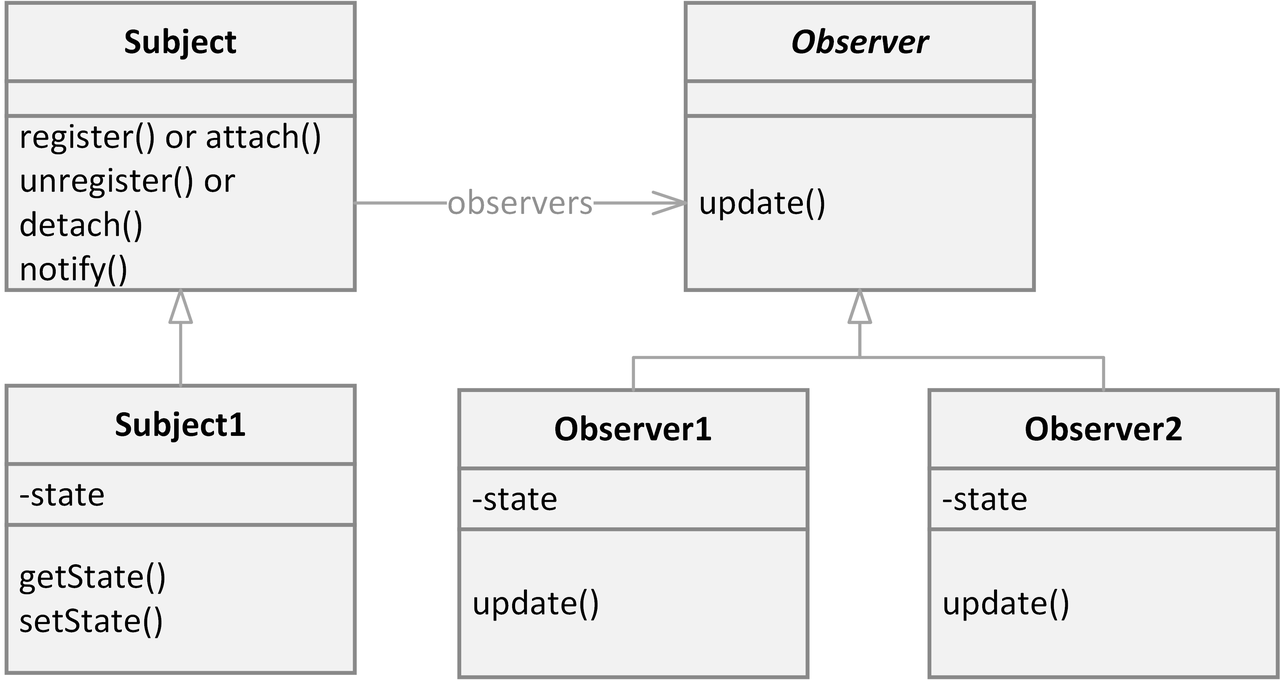 Subject
register() or attach()
unregister() or
detach()
notify()
observers
Observer
update()
Subject1
-state
getState()
setState()
Observer1
-state
update()
Observer2
-state
update()